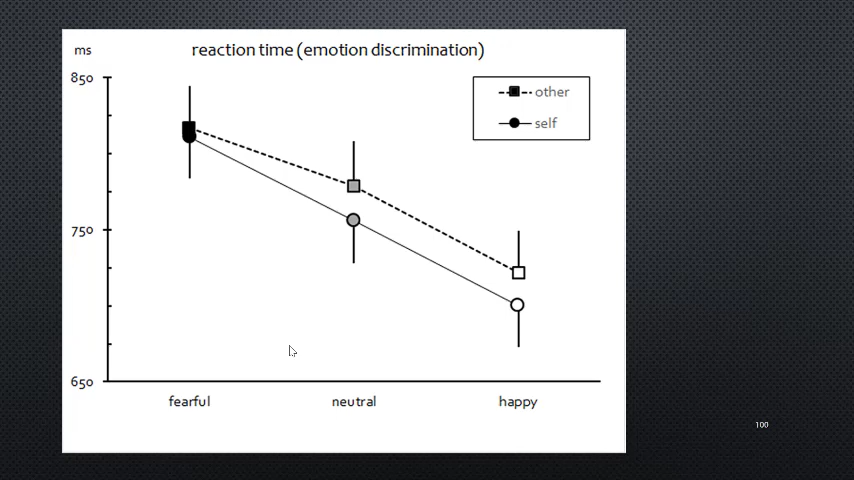 ms
reaction time (emotion discrimination)
850
other
self
750
650
fearful
neutral
happy
100